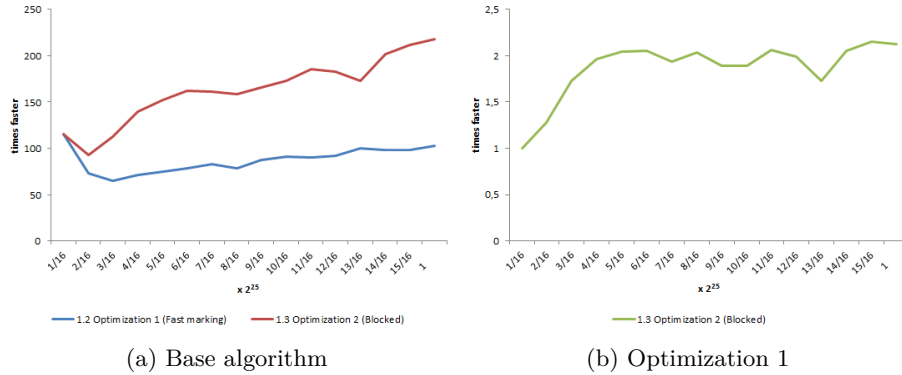 250
200
150
100
50
0
times faster
1/16 2/16 3/16 4/16 5/16 6/16 7/16 8/16 9/16 10/16 11/16 12/16 13/16 14/16 15/16 1
x 2²⁵
1.2 Optimization 1 (Fast marking) 1.3 Optimization 2 (Blocked)
(a) Base algorithm
2,5
2
1,5
1
0,5
0
times faster
1/16 2/16 3/16 4/16 5/16 6/16 7/16 8/16 9/16 10/16 11/16 12/16 13/16 14/16 15/16 1
x 2²⁵
1.3 Optimization 2 (Blocked)
(b) Optimization 1